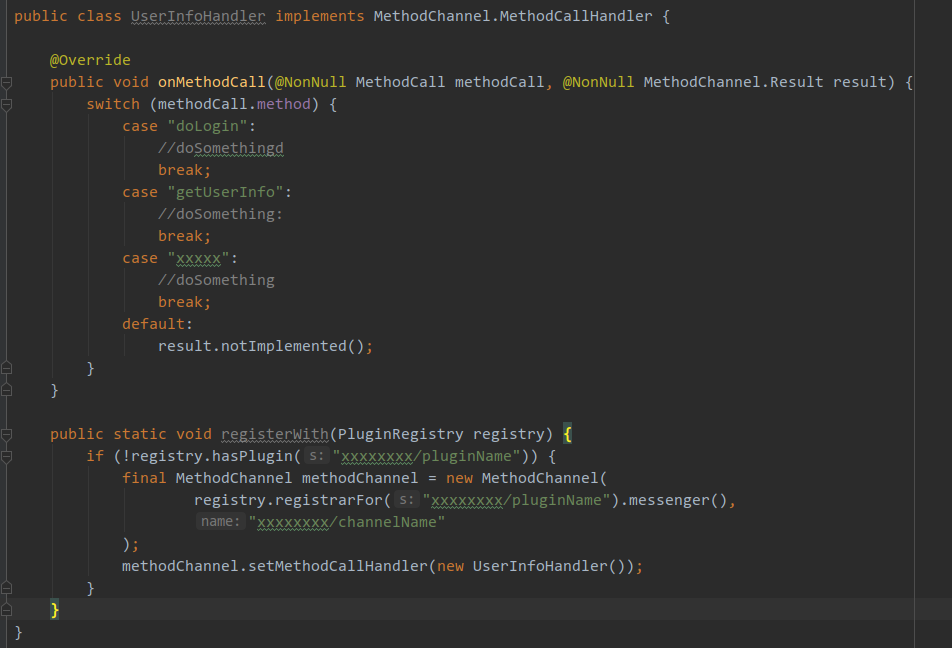 public class UserInfoHandler implements MethodChannel.MethodCallHandler {
@Override
public void onMethodCall(@NonNull MethodCall methodCall, @NonNull MethodChannel.Result result) {
switch (methodCall.method) {
case "doLogin":
//doSomethingd
break;
case "getUserInfo":
//doSomething:
break;
case "xxxxx":
//doSomething
break;
default:
result.notImplemented();
}
}
public static void registerWith(PluginRegistry registry) {
if (!registry.hasPlugin( s: "xxxxxxxx/pluginName")) {
final MethodChannel methodChannel = new MethodChannel(
registry.registrarFor( s: "xxxxxxxx/pluginName").messenger(),
name: "xxxxxxxx/channelName"
);
methodChannel.setMethodCallHandler(new UserInfoHandler());
}
}
}